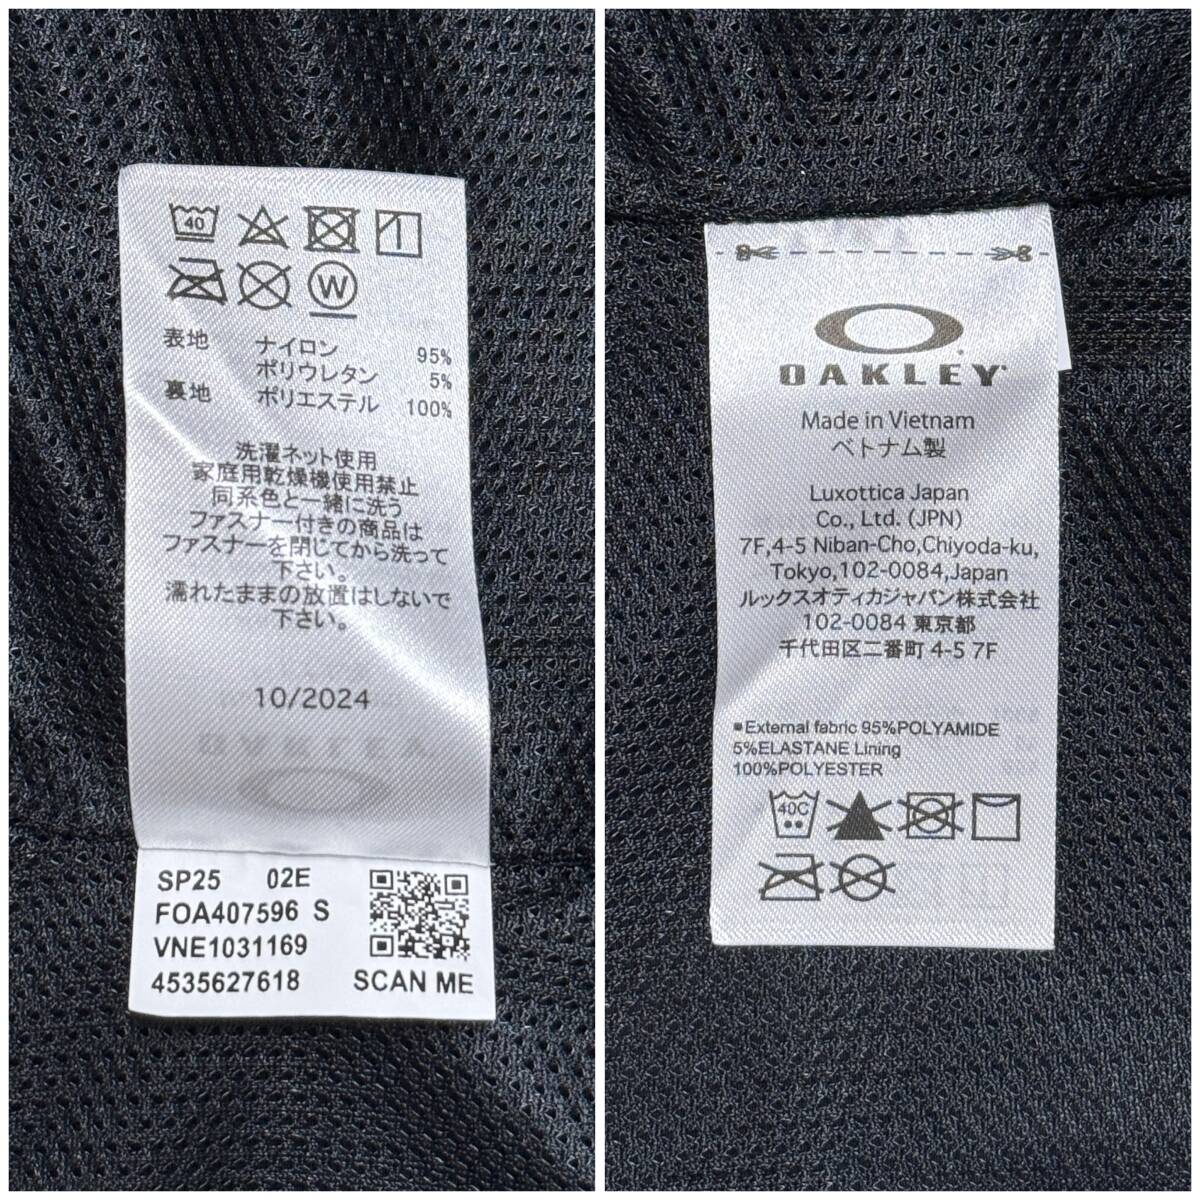 40
W
表地 ナイロン 95%
ポリウレタン 5%
裏地 ポリエステル 100%
洗濯ネット使用
家庭用乾燥機使用禁止
同系色と一緒に洗う
ファスナー付きの商品は
ファスナーを閉じてから洗って
下さい。
濡れたままの放置はしないで
下さい。
10/2024
SP25 02E
FOA407596 S
VNE1031169
4535627618 SCAN ME
OAKLEY
Made in Vietnam
ベトナム製
Luxottica Japan
Co., Ltd. (JPN)
7F,4-5 Niban-Cho,Chiyoda-ku,
Tokyo,102-0084,Japan
ルックスオティカジャパン株式会社
102-0084 東京都
千代田区二番町 4-5 7F
■External fabric 95%POLYAMIDE
5%ELASTANE Lining
100%POLYESTER
40C